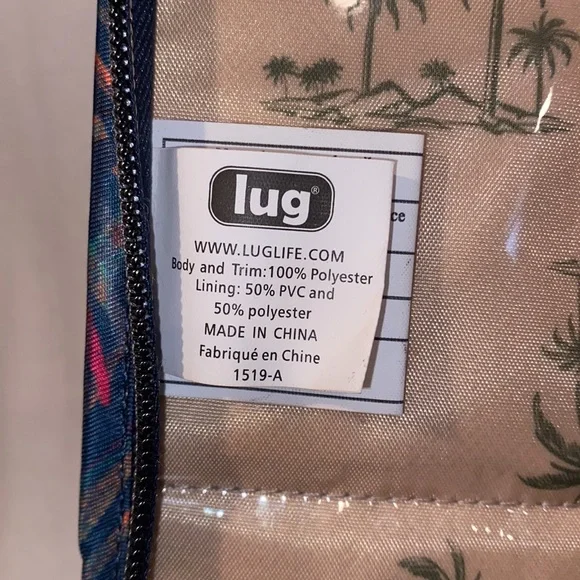 lug®
WWW.LUGLIFE.COM
Body and Trim:100% Polyester
Lining: 50% PVC and
50% polyester
MADE IN CHINA
Fabriqué en Chine
1519-A